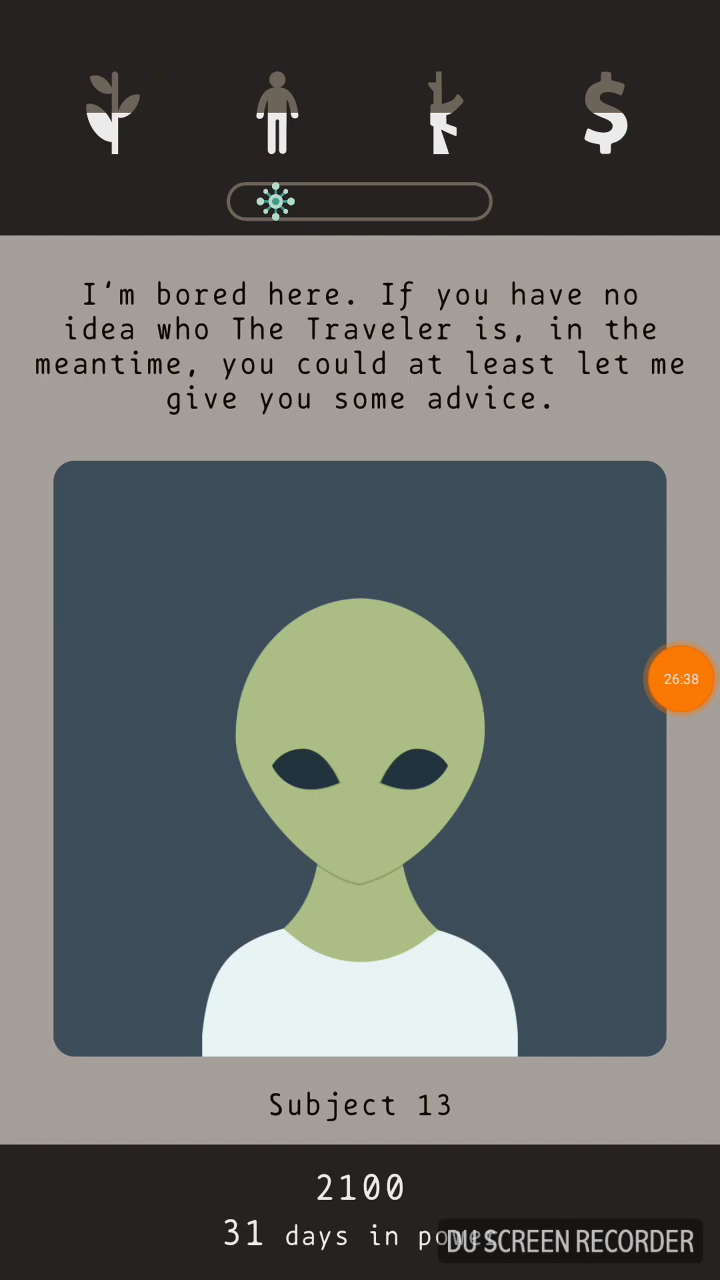 I'm bored here. If you have no
idea who The Traveler is, in the
meantime, you could at least let me
give you some advice.
26:38
Subject 13
2100
31 days in power
DU SCREEN RECORDER